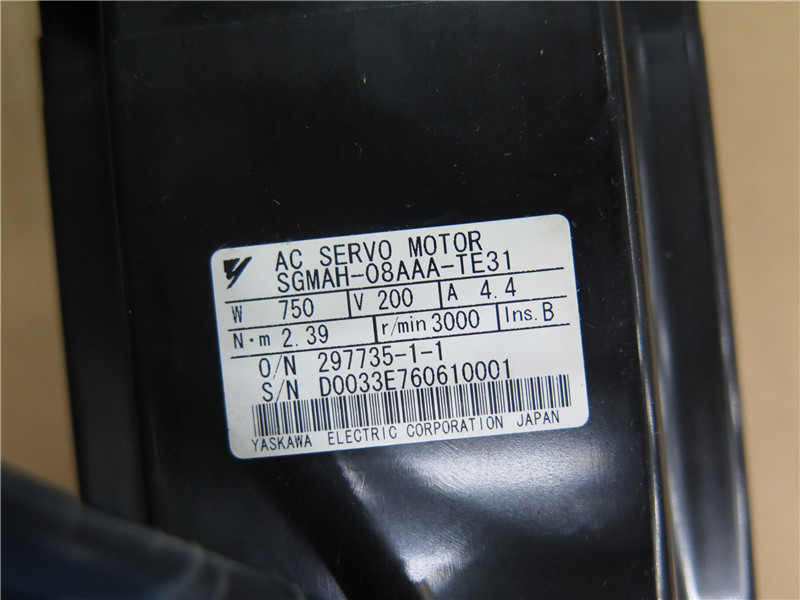 AC SERVO MOTOR
SGMAH-08AAA-TE31
W 750 V 200 A 4.4
N·m 2.39 r/min 3000 Ins. B
O/N 297735-1-1
S/N D0033E760610001
YASKAWA ELECTRIC CORPORATION JAPAN